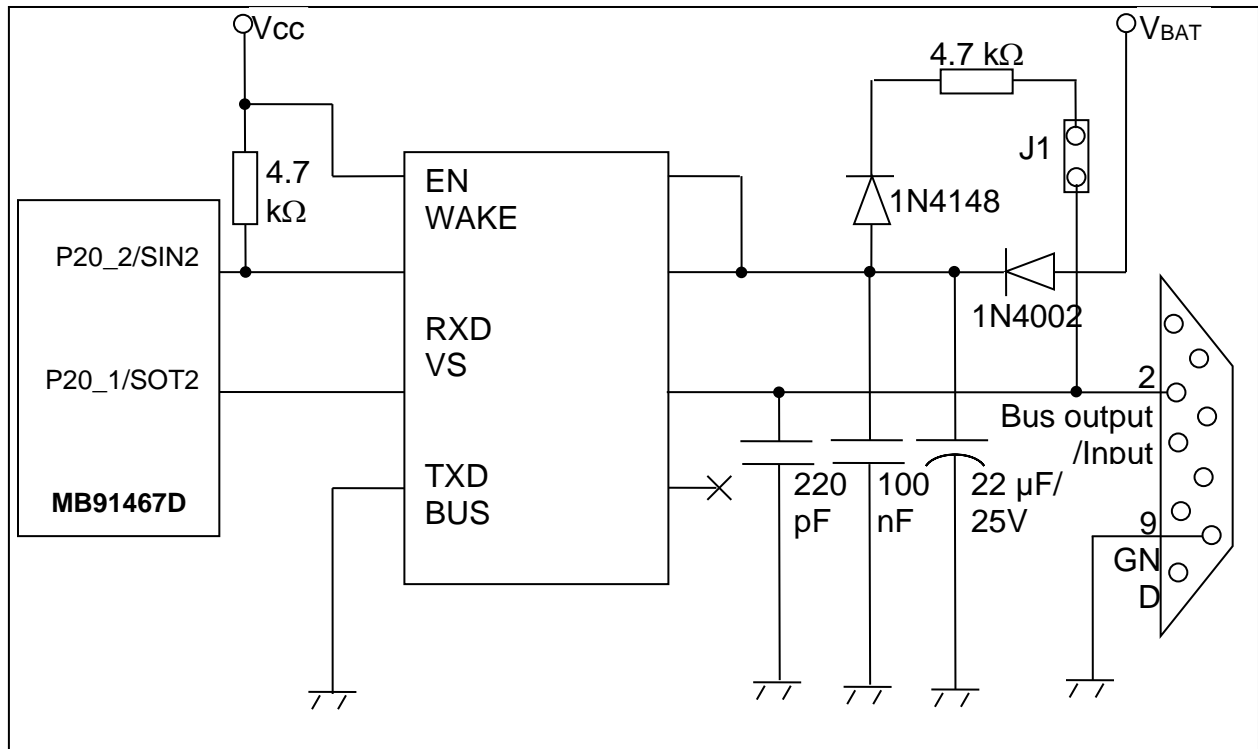 Vcc
VBAT
4.7 kΩ
J1
4.7
kΩ
EN
WAKE
1N4148
P20_2/SIN2
1N4002
RXD
VS
P20_1/SOT2
2
Bus output
/Input
TXD
BUS
MB91467D
220
pF
100
nF
22 µF/
25V
9
GN
D